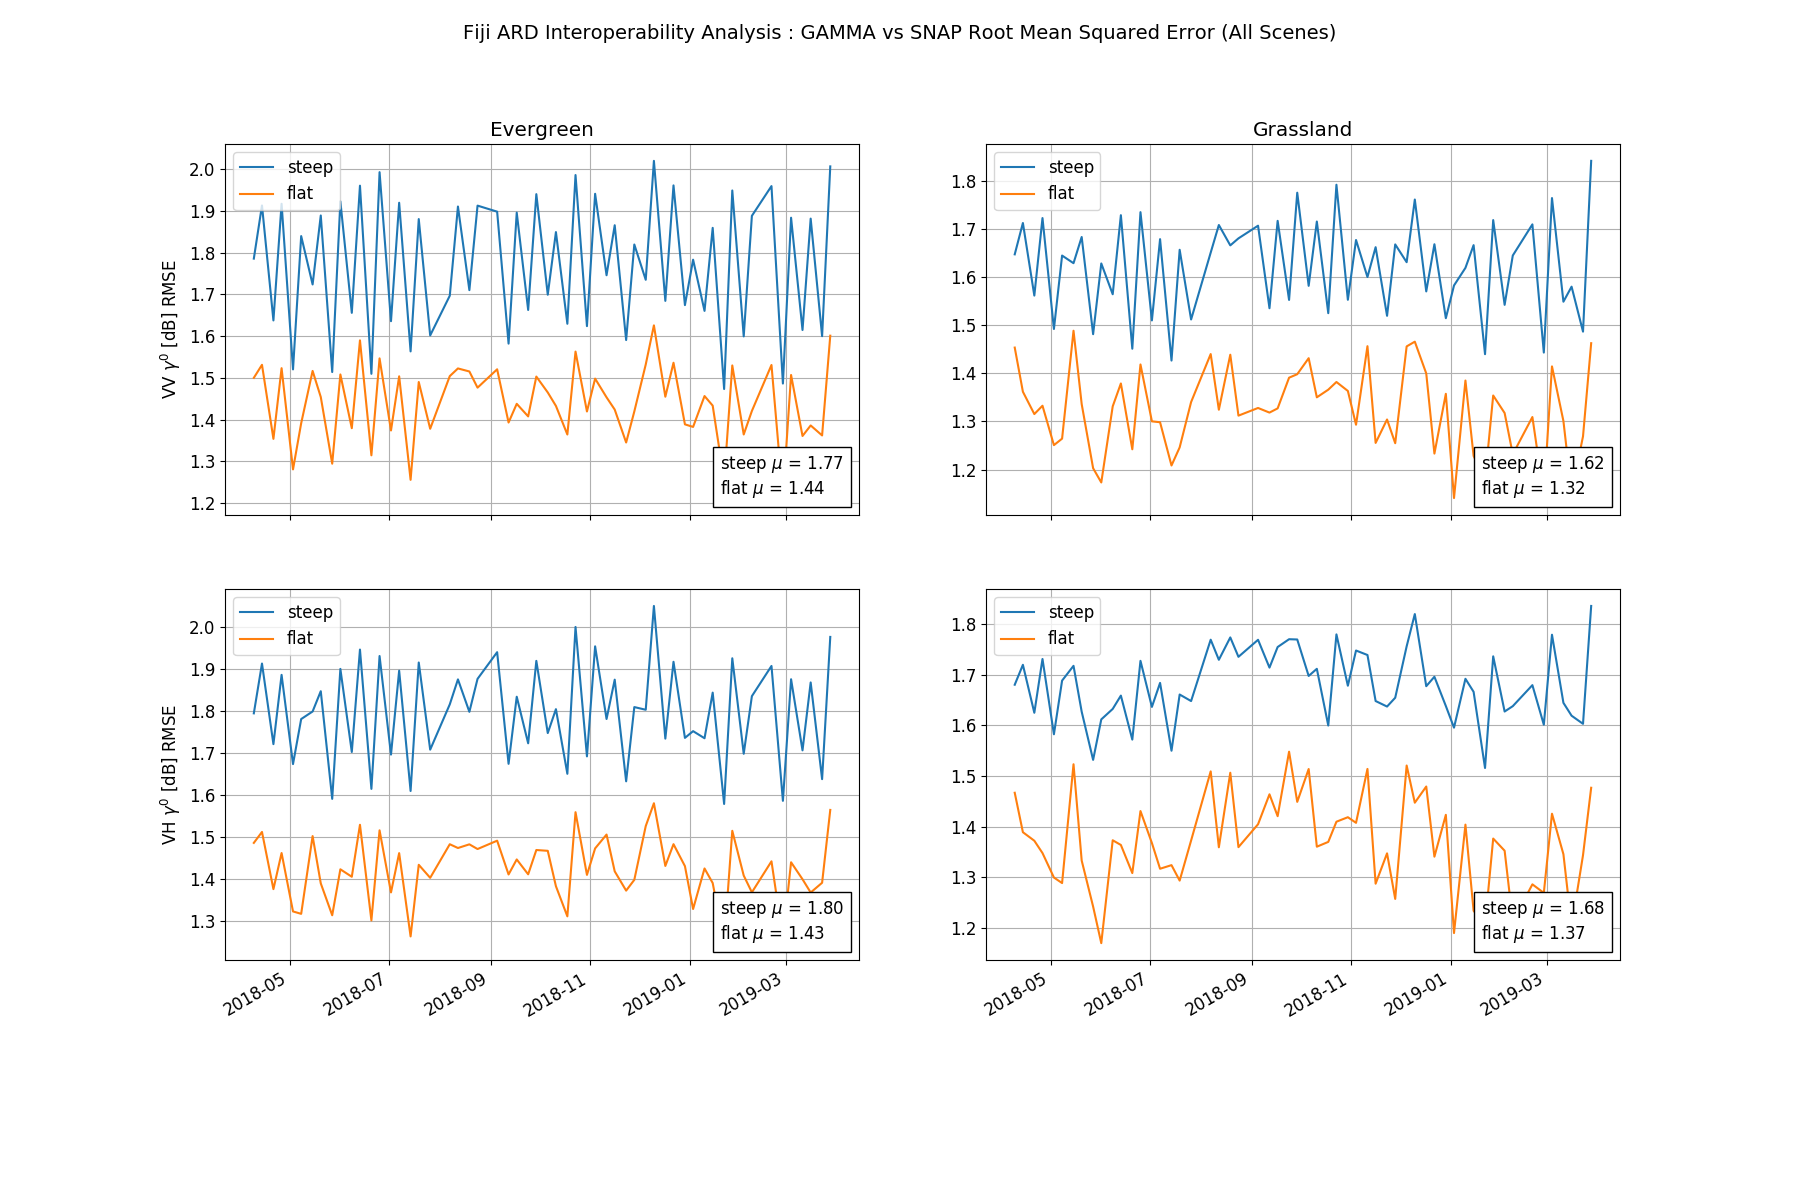 Fiji ARD Interoperability Analysis : GAMMA vs SNAP Root Mean Squared Error (All Scenes)
Evergreen
steep
flat
2.0
1.9
1.8
1.7
1.6
1.5
1.4
1.3
1.2
VV γ⁰ [dB] RMSE
steep μ = 1.77
flat μ = 1.44
Grassland
steep
flat
1.8
1.7
1.6
1.5
1.4
1.3
1.2
steep μ = 1.62
flat μ = 1.32
steep
flat
2.0
1.9
1.8
1.7
1.6
1.5
1.4
1.3
VH γ⁰ [dB] RMSE
steep μ = 1.80
flat μ = 1.43
2018-05
2018-07
2018-09
2018-11
2019-01
2019-03
steep
flat
1.8
1.7
1.6
1.5
1.4
1.3
1.2
steep μ = 1.68
flat μ = 1.37
2018-05
2018-07
2018-09
2018-11
2019-01
2019-03